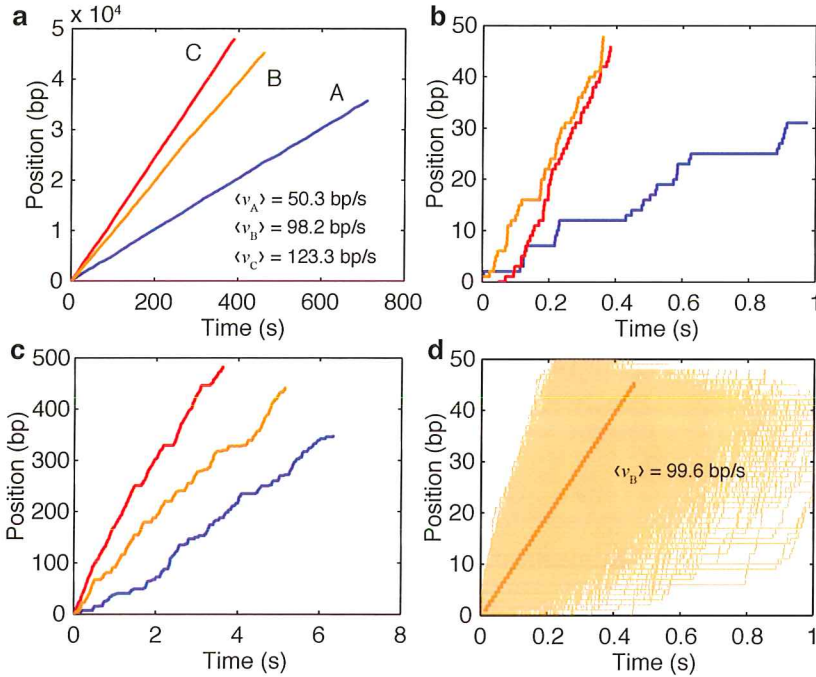 a
x 10⁴
5
4
3
2
1
0
Position (bp)
C
B
A
⟨v_A⟩ = 50.3 bp/s
⟨v_B⟩ = 98.2 bp/s
⟨v_C⟩ = 123.3 bp/s
0 200 400 600 800
Time (s)
b
50
40
30
20
10
0
Position (bp)
0 0.2 0.4 0.6 0.8 1
Time (s)
c
500
400
300
200
100
0
Position (bp)
0 2 4 6 8
Time (s)
d
50
40
30
20
10
0
Position (bp)
⟨v_B⟩ = 99.6 bp/s
0 0.2 0.4 0.6 0.8 1
Time (s)